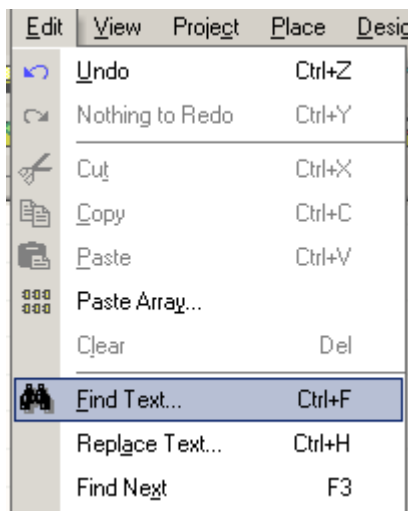 Edit View Project Place Desig
Undo Ctrl+Z
Nothing to Redo Ctrl+Y
Cut Ctrl+X
Copy Ctrl+C
Paste Ctrl+V
Paste Array...
Clear Del
Find Text... Ctrl+F
Replace Text... Ctrl+H
Find Next F3